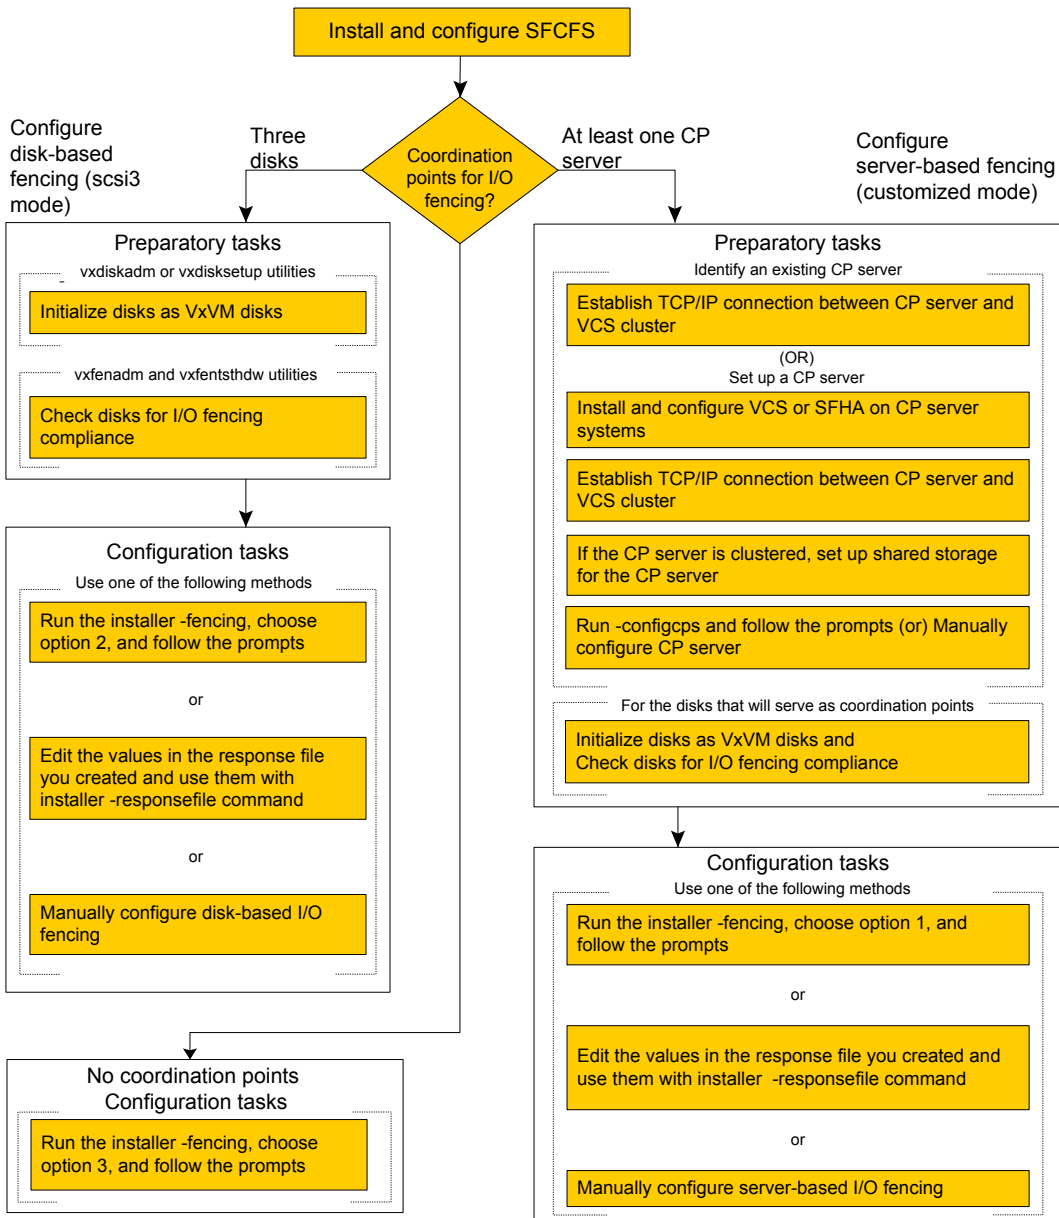 Install and configure SFCFS
Configure
disk-based
fencing (scsi3
mode)
Three
disks
Coordination
points for I/O
fencing?
At least one CP
server
Configure
server-based fencing
(customized mode)
Preparatory tasks
vxdiskadm or vxdisksetup utilities
Initialize disks as VxVM disks
vxfenadm and vxfentsthdw utilities
Check disks for I/O fencing
compliance
Configuration tasks
Use one of the following methods
Run the installer -fencing, choose
option 2, and follow the prompts
or
Edit the values in the response file
you created and use them with
installer -responsefile command
or
Manually configure disk-based I/O
fencing
No coordination points
Configuration tasks
Run the installer -fencing, choose
option 3, and follow the prompts
Preparatory tasks
Identify an existing CP server
Establish TCP/IP connection between CP server and
VCS cluster
(OR)
Set up a CP server
Install and configure VCS or SFHA on CP server
systems
Establish TCP/IP connection between CP server and
VCS cluster
If the CP server is clustered, set up shared storage
for the CP server
Run -configcps and follow the prompts (or) Manually
configure CP server
For the disks that will serve as coordination points
Initialize disks as VxVM disks and
Check disks for I/O fencing compliance
Configuration tasks
Use one of the following methods
Run the installer -fencing, choose option 1, and
follow the prompts
or
Edit the values in the response file you created and
use them with installer -responsefile command
or
Manually configure server-based I/O fencing